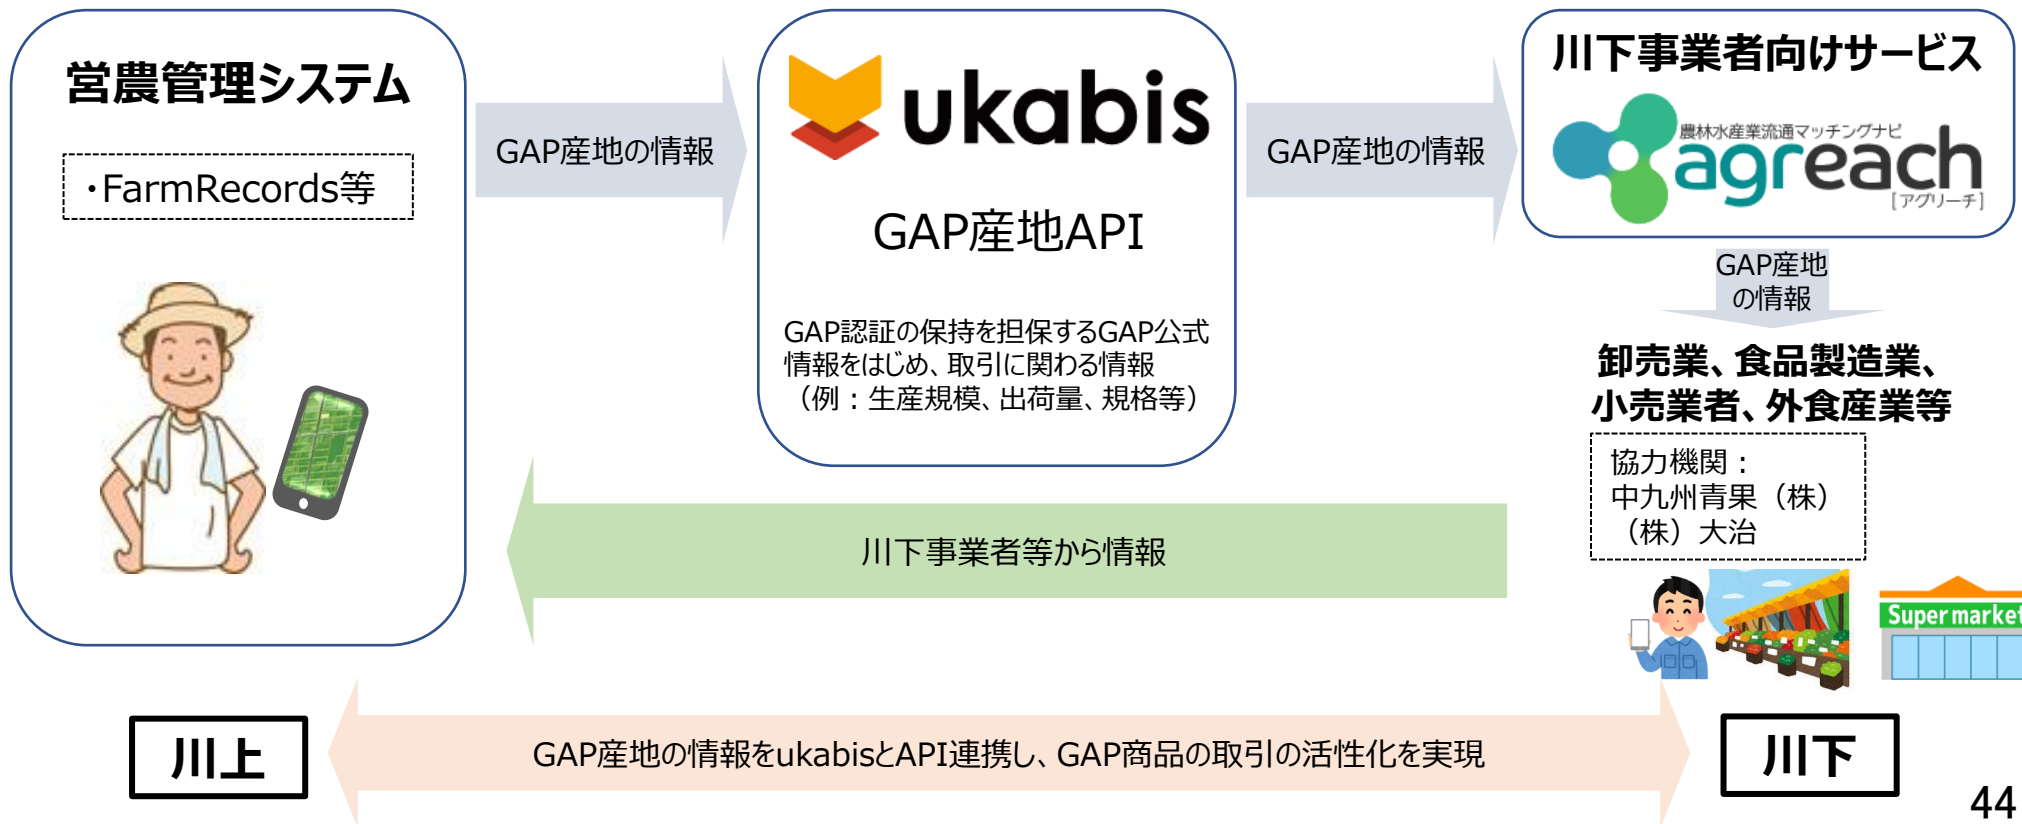 営農管理システム
・FarmRecords等
GAP産地の情報
ukabis
GAP産地API
GAP認証の保持を担保するGAP公式
情報をはじめ、取引に関わる情報
（例：生産規模、出荷量、規格等）
GAP産地の情報
川下事業者向けサービス
農林水産業流通マッチングナビ
agreach
[アグリーチ]
GAP産地
の情報
卸売業、食品製造業、
小売業者、外食産業等
協力機関：
中九州青果（株）
（株）大治
川下事業者等から情報
Super market
川上
GAP産地の情報をukabisとAPI連携し、GAP商品の取引の活性化を実現
川下
44